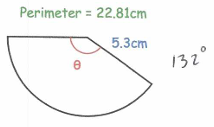 Perimeter = 22.81cm
5.3cm
θ
132°